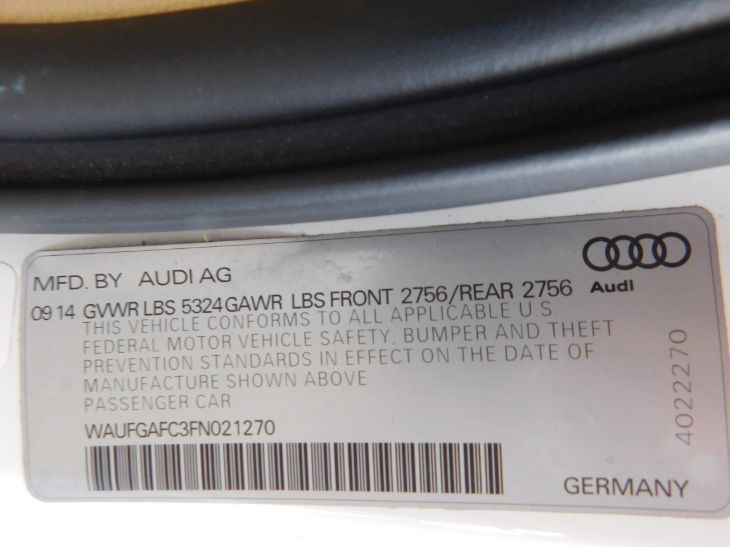 MFD. BY AUDI AG
Audi
09 14 GVWR LBS 5324 GAWR LBS FRONT 2756/REAR 2756
THIS VEHICLE CONFORMS TO ALL APPLICABLE U.S.
FEDERAL MOTOR VEHICLE SAFETY, BUMPER AND THEFT
PREVENTION STANDARDS IN EFFECT ON THE DATE OF
MANUFACTURE SHOWN ABOVE
PASSENGER CAR
WAUFGAFC3FN021270
GERMANY
4022270